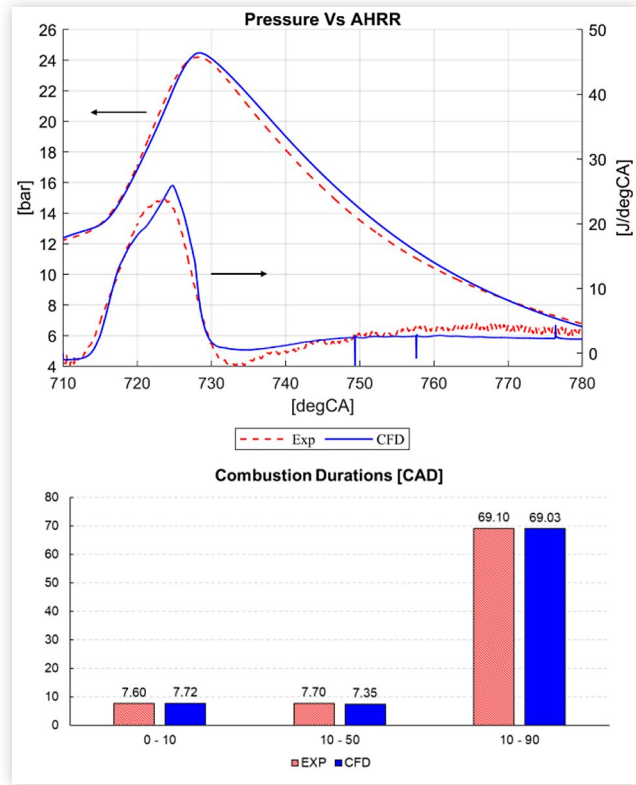 Pressure Vs AHRR
26
24
22
20
18
16
14
12
10
8
6
4
[bar]
50
40
30
20
10
0
[J/degCA]
710 720 730 740 750 760 770 780
[degCA]
Exp CFD
Combustion Durations [CAD]
80
70
60
50
40
30
20
10
0
7.60 7.72 7.70 7.35 69.10 69.03
0 - 10 10 - 50 10 - 90
EXP CFD